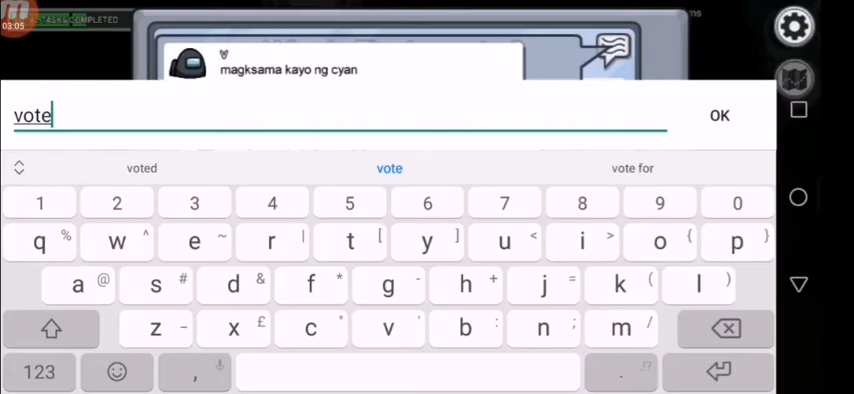 03:05
TASKS COMPLETED
ms
V
magksama kayo ng cyan
vote
OK
voted vote vote for
1 2 3 4 5 6 7 8 9 0
q % w ^ e ~ r | t [ y ] u < i > o { p }
a @ s # d & f * g - h + j = k ( l )
z _ x £ c " v ' b : n ; m /
123 , . !?